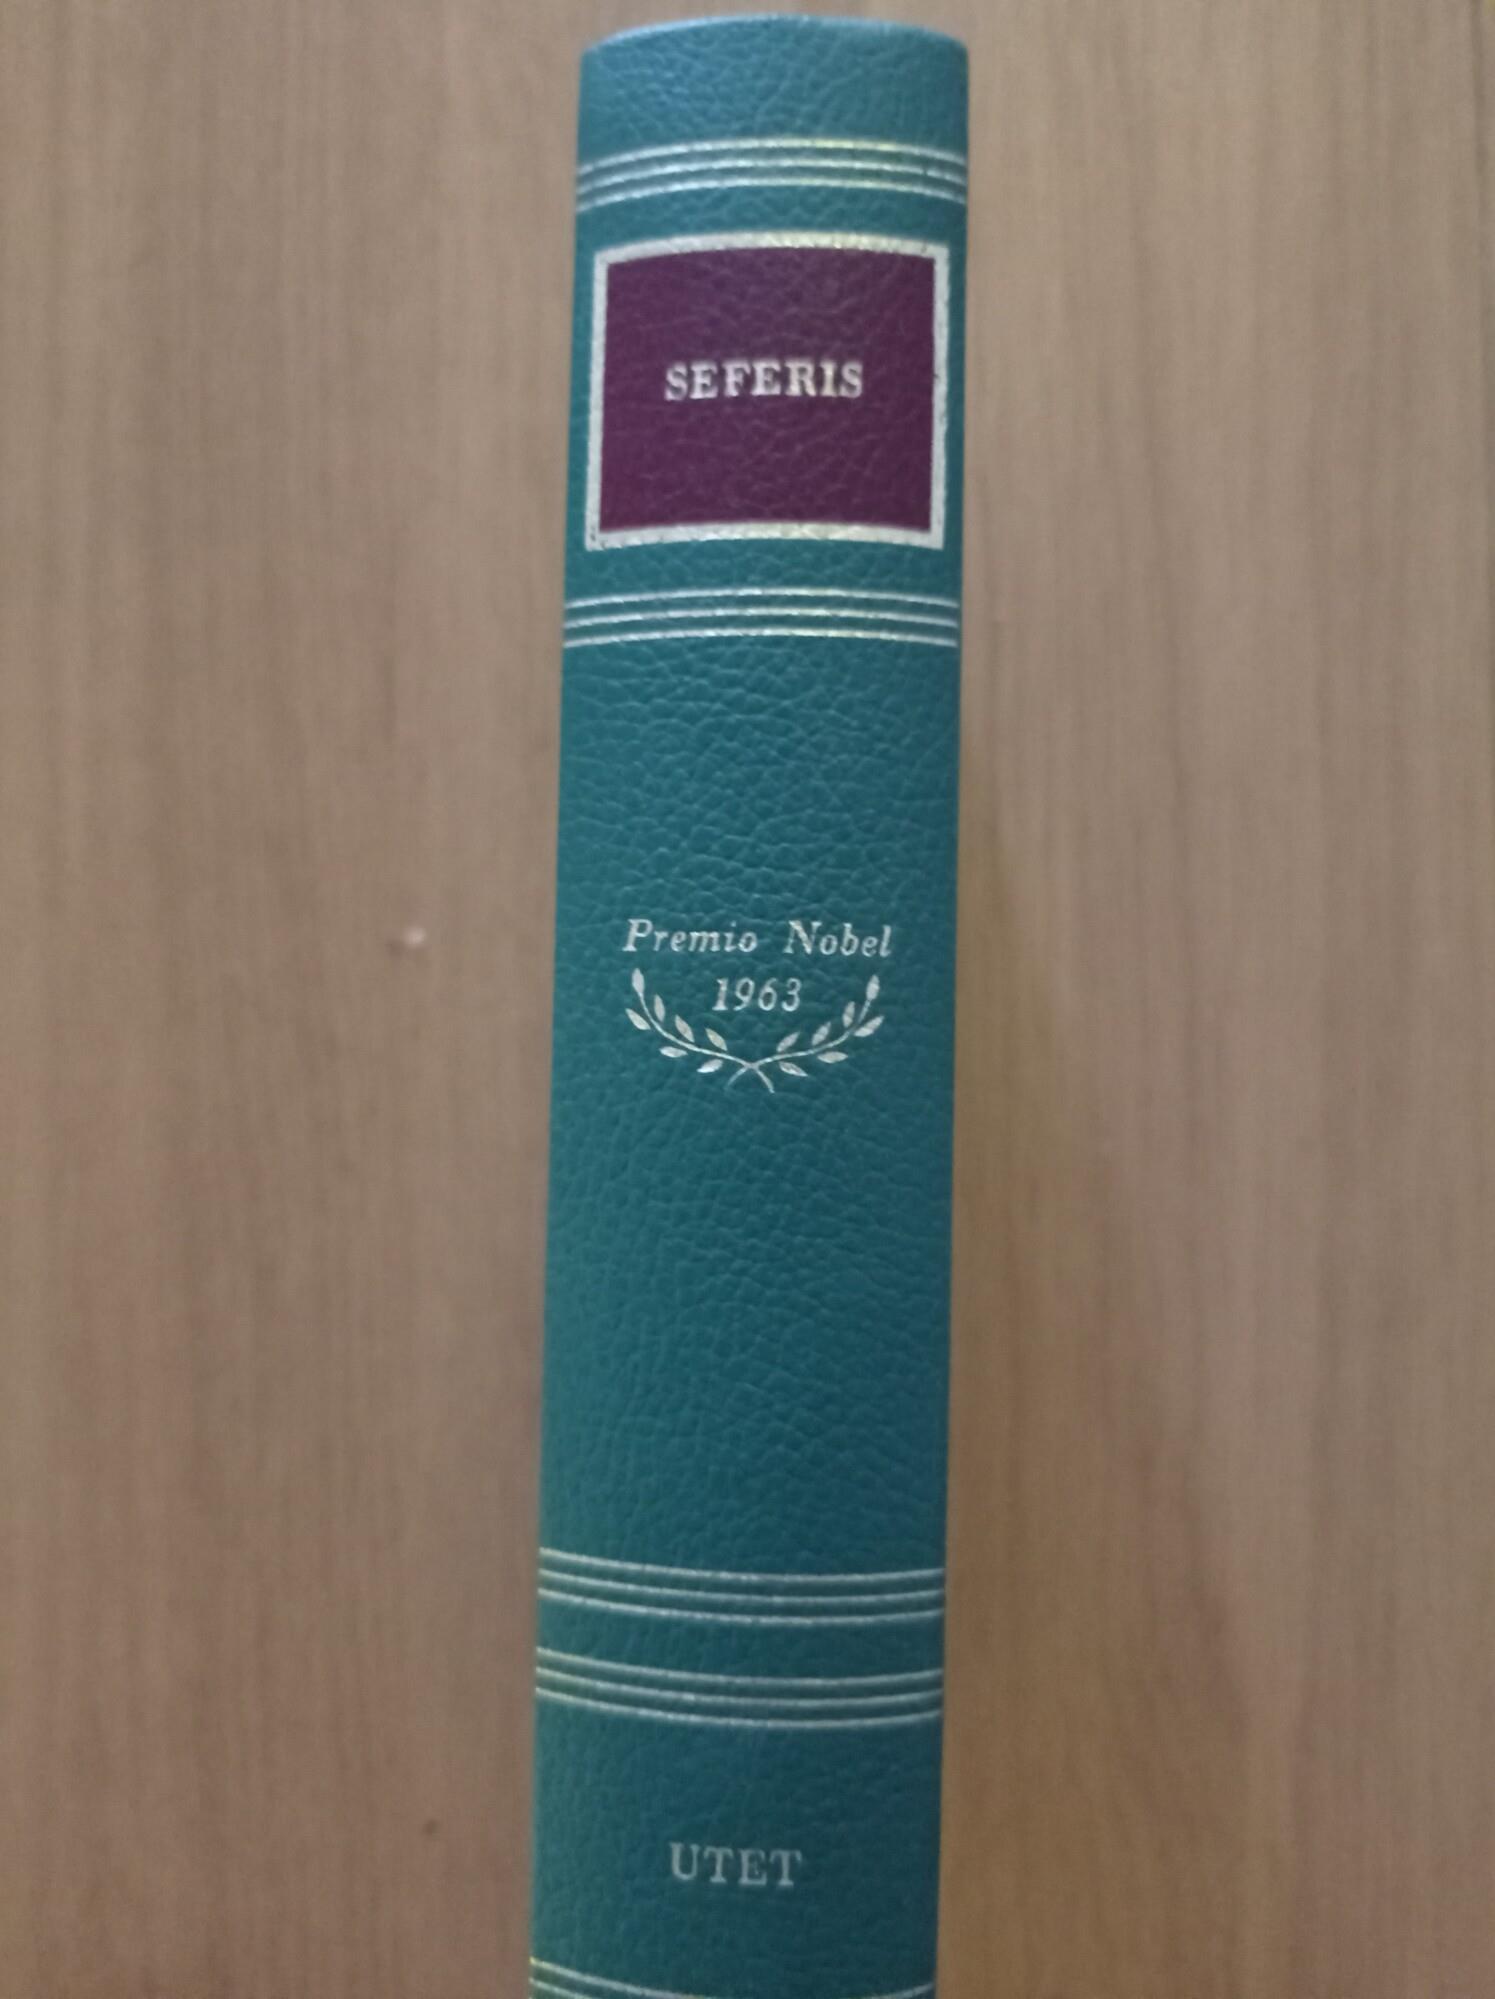 SEFERIS
Premio Nobel
1963
UTET